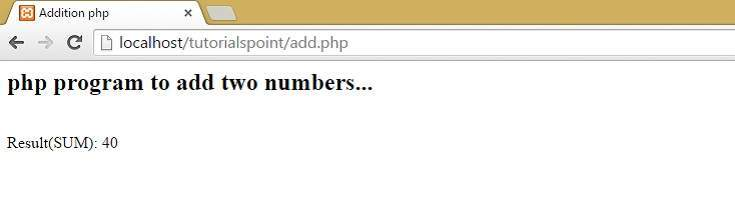 Addition php
localhost/tutorialspoint/add.php
php program to add two numbers...
Result(SUM): 40